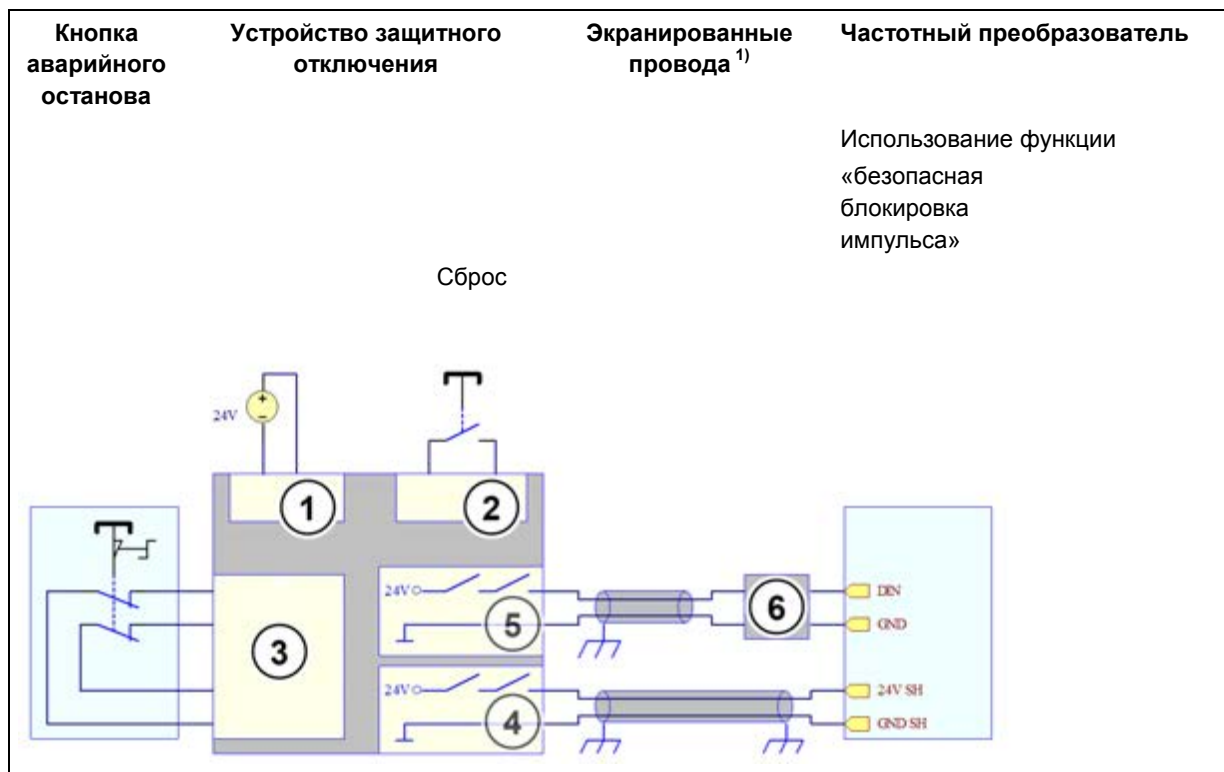 Кнопка
аварийного
останова
Устройство защитного
отключения
Экранированные
провода 1)
Частотный преобразователь
Использование функции
«безопасная
блокировка
импульса»
Сброс
24V
1
2
3
24V
5
24V
4
6
DIN
GND
24V SH
GND SH